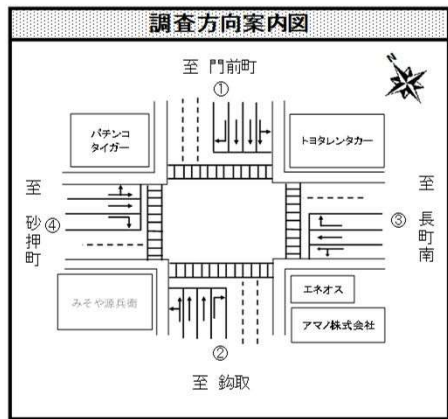 調査方向案内図
N
至 門前町
①
パチンコ
タイガー
トヨタレンタカー
至 砂押町
④
至 長町南
③
みそや源兵衛
エネオス
アマノ株式会社
②
至 鈎取